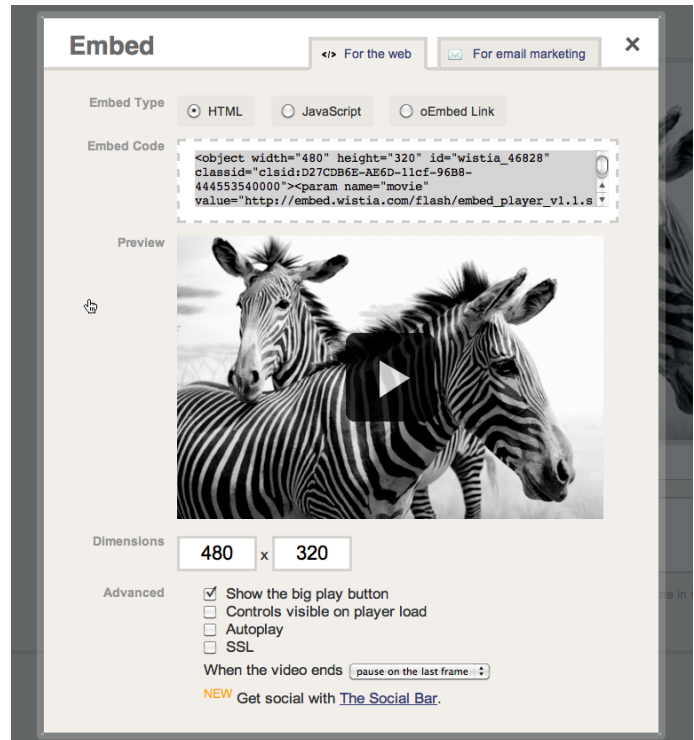 Embed
</> For the web
For email marketing
×
Embed Type
HTML
JavaScript
oEmbed Link
Embed Code
<object width="480" height="320" id="wistia_46828"
classid="clsid:D27CDB6E-AE6D-11cf-96B8-
444553540000"><param name="movie"
value="http://embed.wistia.com/flash/embed_player_v1.1.s
Preview
Dimensions
480 x 320
Advanced
Show the big play button
Controls visible on player load
Autoplay
SSL
When the video ends pause on the last frame
NEW Get social with The Social Bar.